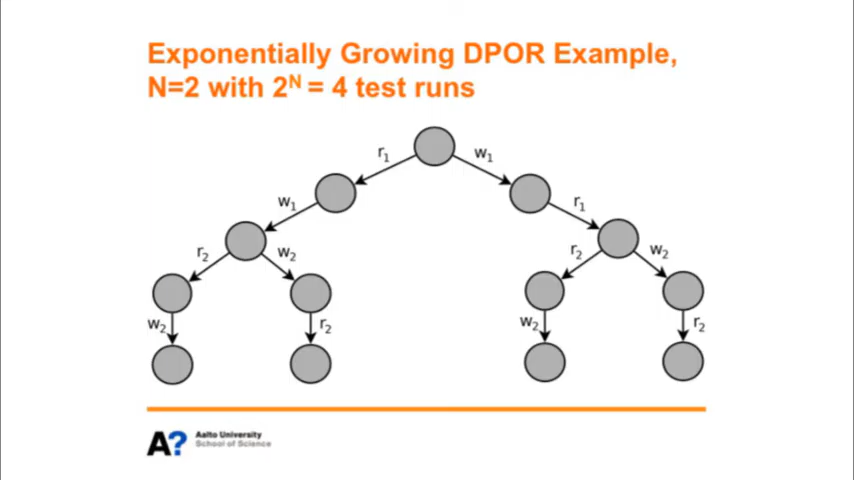 Exponentially Growing DPOR Example,
N=2 with 2ᴺ = 4 test runs
r₁ w₁
w₁ r₁
r₂ w₂ r₂ w₂
w₂ r₂ w₂ r₂
A? Aalto University
School of Science